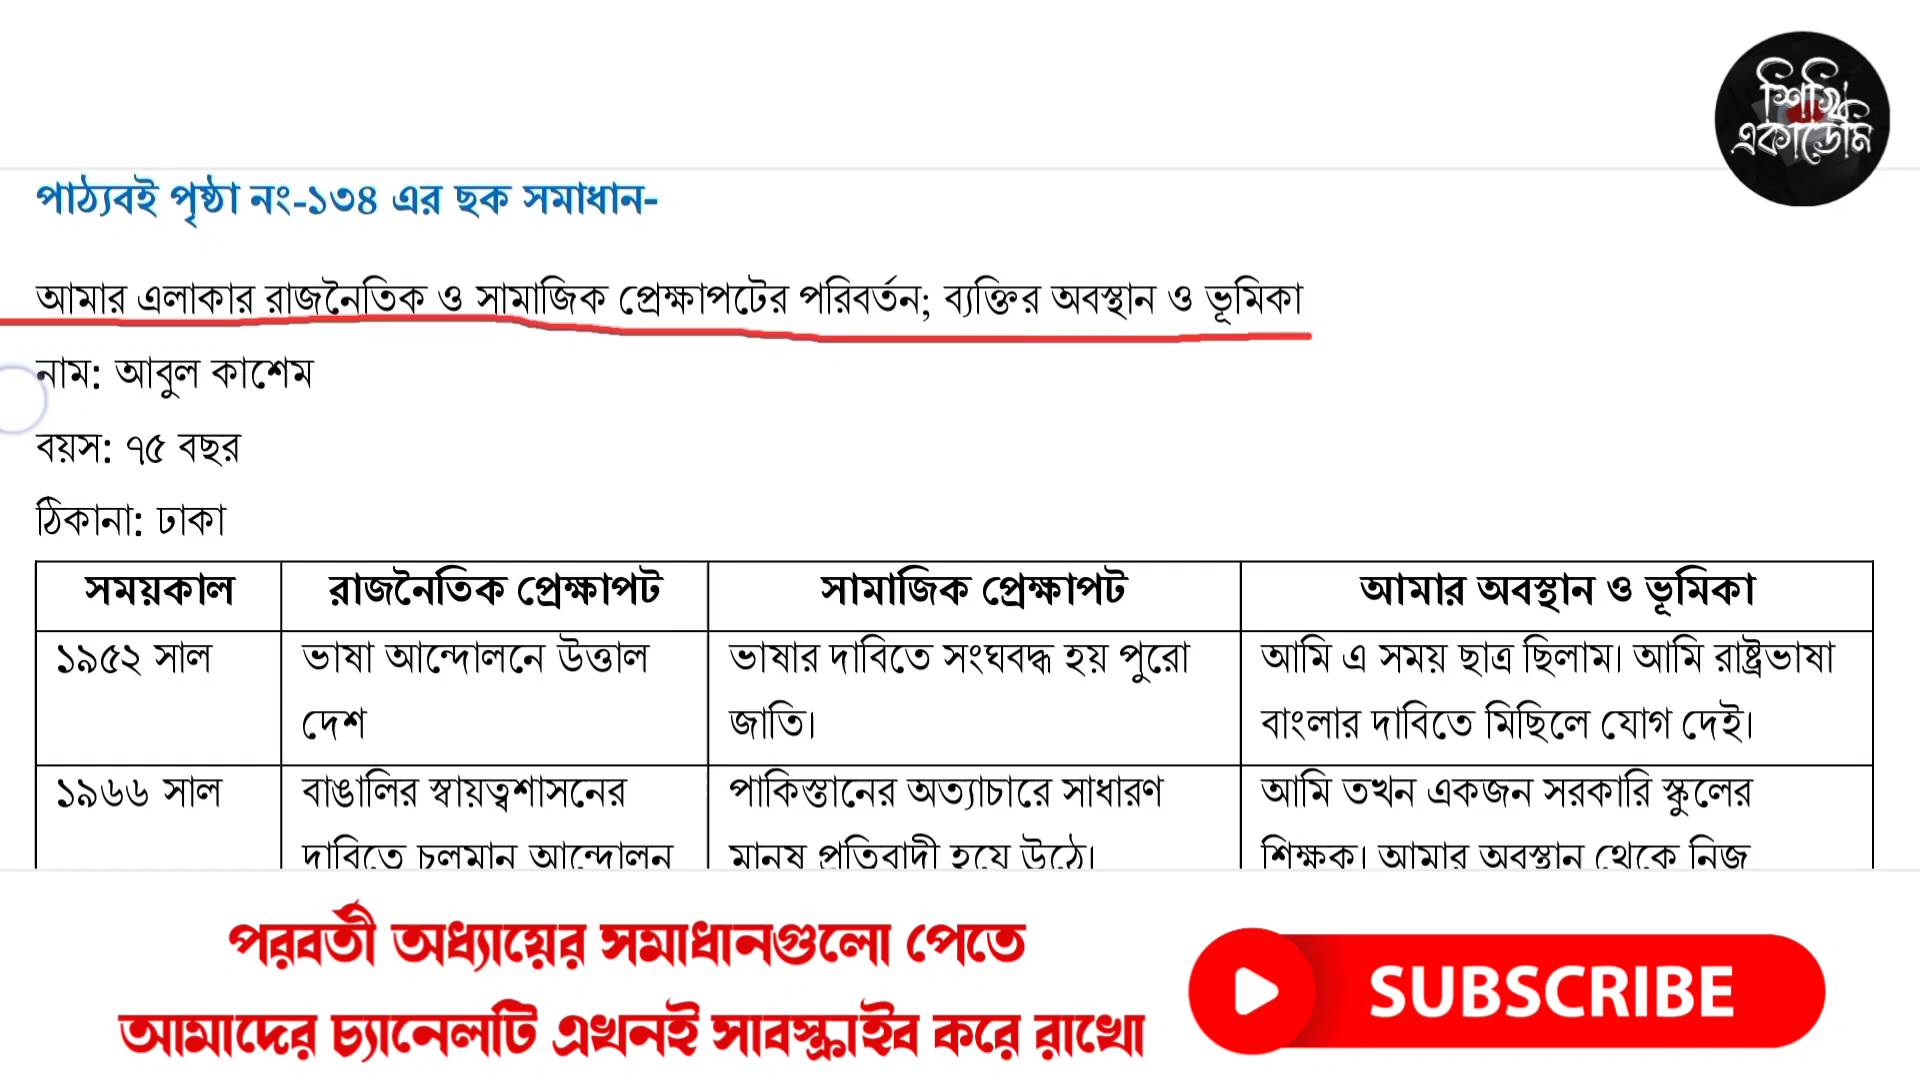 শিখি
একাডেমি
পাঠ্যবই পৃষ্ঠা নং-১৩৪ এর ছক সমাধান-
আমার এলাকার রাজনৈতিক ও সামাজিক প্রেক্ষাপটের পরিবর্তন; ব্যক্তির অবস্থান ও ভূমিকা
নাম: আবুল কাশেম
বয়স: ৭৫ বছর
ঠিকানা: ঢাকা
সময়কাল রাজনৈতিক প্রেক্ষাপট সামাজিক প্রেক্ষাপট আমার অবস্থান ও ভূমিকা
১৯৫২ সাল ভাষা আন্দোলনে উত্তাল ভাষার দাবিতে সংঘবদ্ধ হয় পুরো আমি এ সময় ছাত্র ছিলাম। আমি রাষ্ট্রভাষা
দেশ জাতি। বাংলার দাবিতে মিছিলে যোগ দেই।
১৯৬৬ সাল বাঙালির স্বায়ত্বশাসনের পাকিস্তানের অত্যাচারে সাধারণ আমি তখন একজন সরকারি স্কুলের
দাবিতে চলমান আন্দোলন মানুষ প্রতিবাদী হয়ে উঠে। শিক্ষক। আমার অবস্থান থেকে নিজ
পরবর্তী অধ্যায়ের সমাধানগুলো পেতে
আমাদের চ্যানেলটি এখনই সাবস্ক্রাইব করে রাখো
SUBSCRIBE